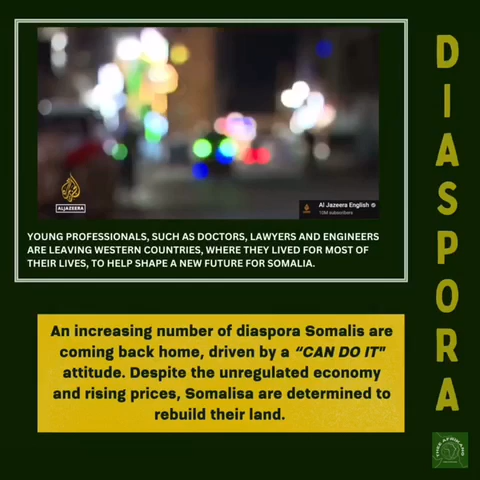 ALJAZEERA
Al Jazeera English
YOUNG PROFESSIONALS, SUCH AS DOCTORS, LAWYERS AND ENGINEERS
ARE LEAVING WESTERN COUNTRIES, WHERE THEY LIVED FOR MOST OF
THEIR LIVES, TO HELP SHAPE A NEW FUTURE FOR SOMALIA.
An increasing number of diaspora Somalis are
coming back home, driven by a “CAN DO IT"
attitude. Despite the unregulated economy
and rising prices, Somalisa are determined to
rebuild their land.
DIASPORA